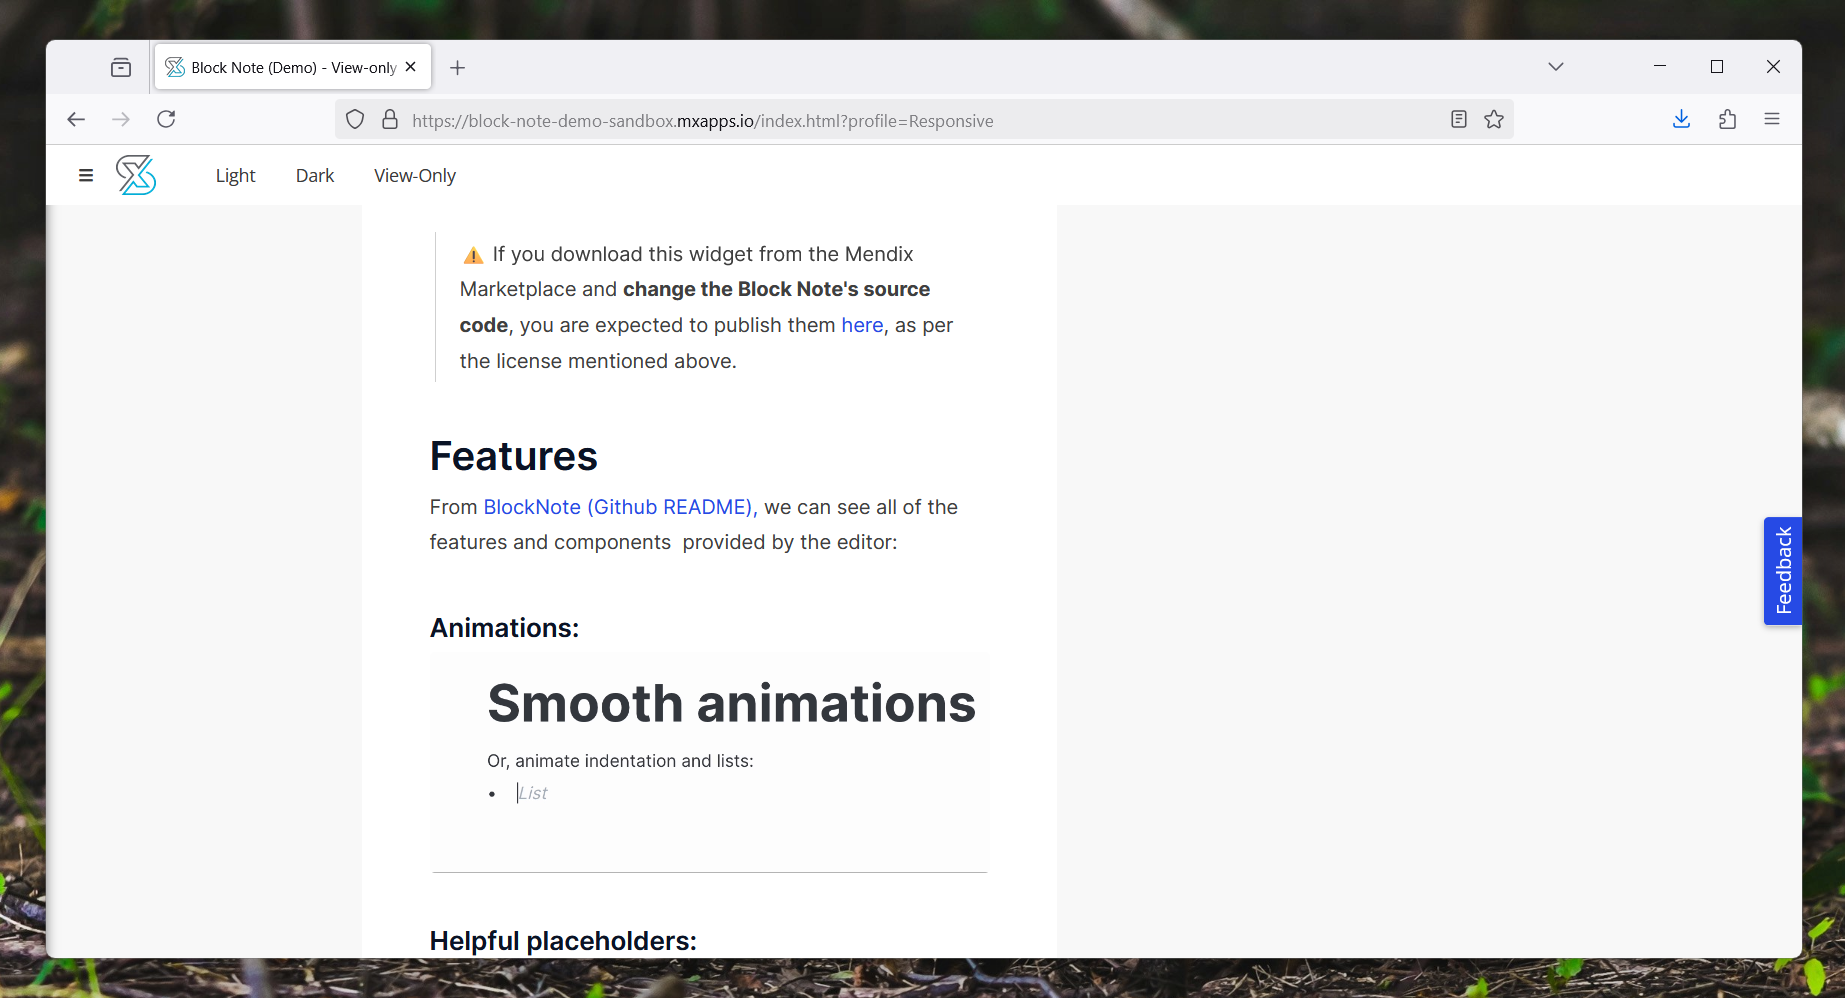 Block Note (Demo) - View-only
https://block-note-demo-sandbox.mxapps.io/index.html?profile=Responsive
Light Dark View-Only
⚠️ If you download this widget from the Mendix
Marketplace and change the Block Note's source
code, you are expected to publish them here, as per
the license mentioned above.
Features
From BlockNote (Github README), we can see all of the
features and components  provided by the editor:
Feedback
Animations:
Smooth animations
Or, animate indentation and lists:
• List
Helpful placeholders: